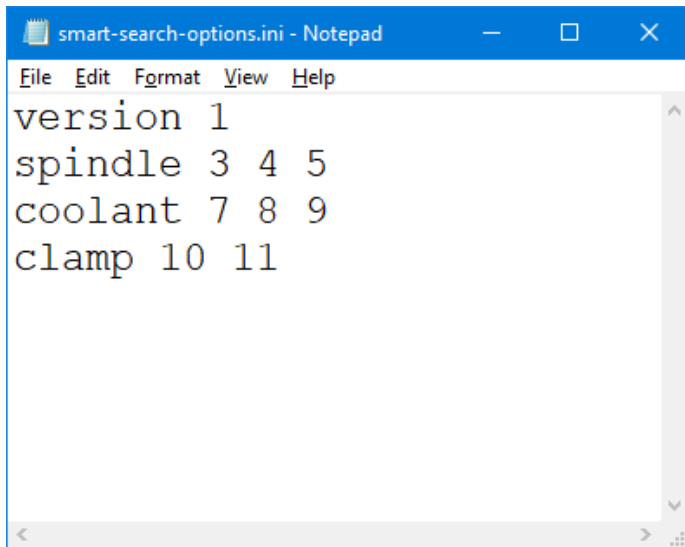 smart-search-options.ini - Notepad
File Edit Format View Help
version 1
spindle 3 4 5
coolant 7 8 9
clamp 10 11